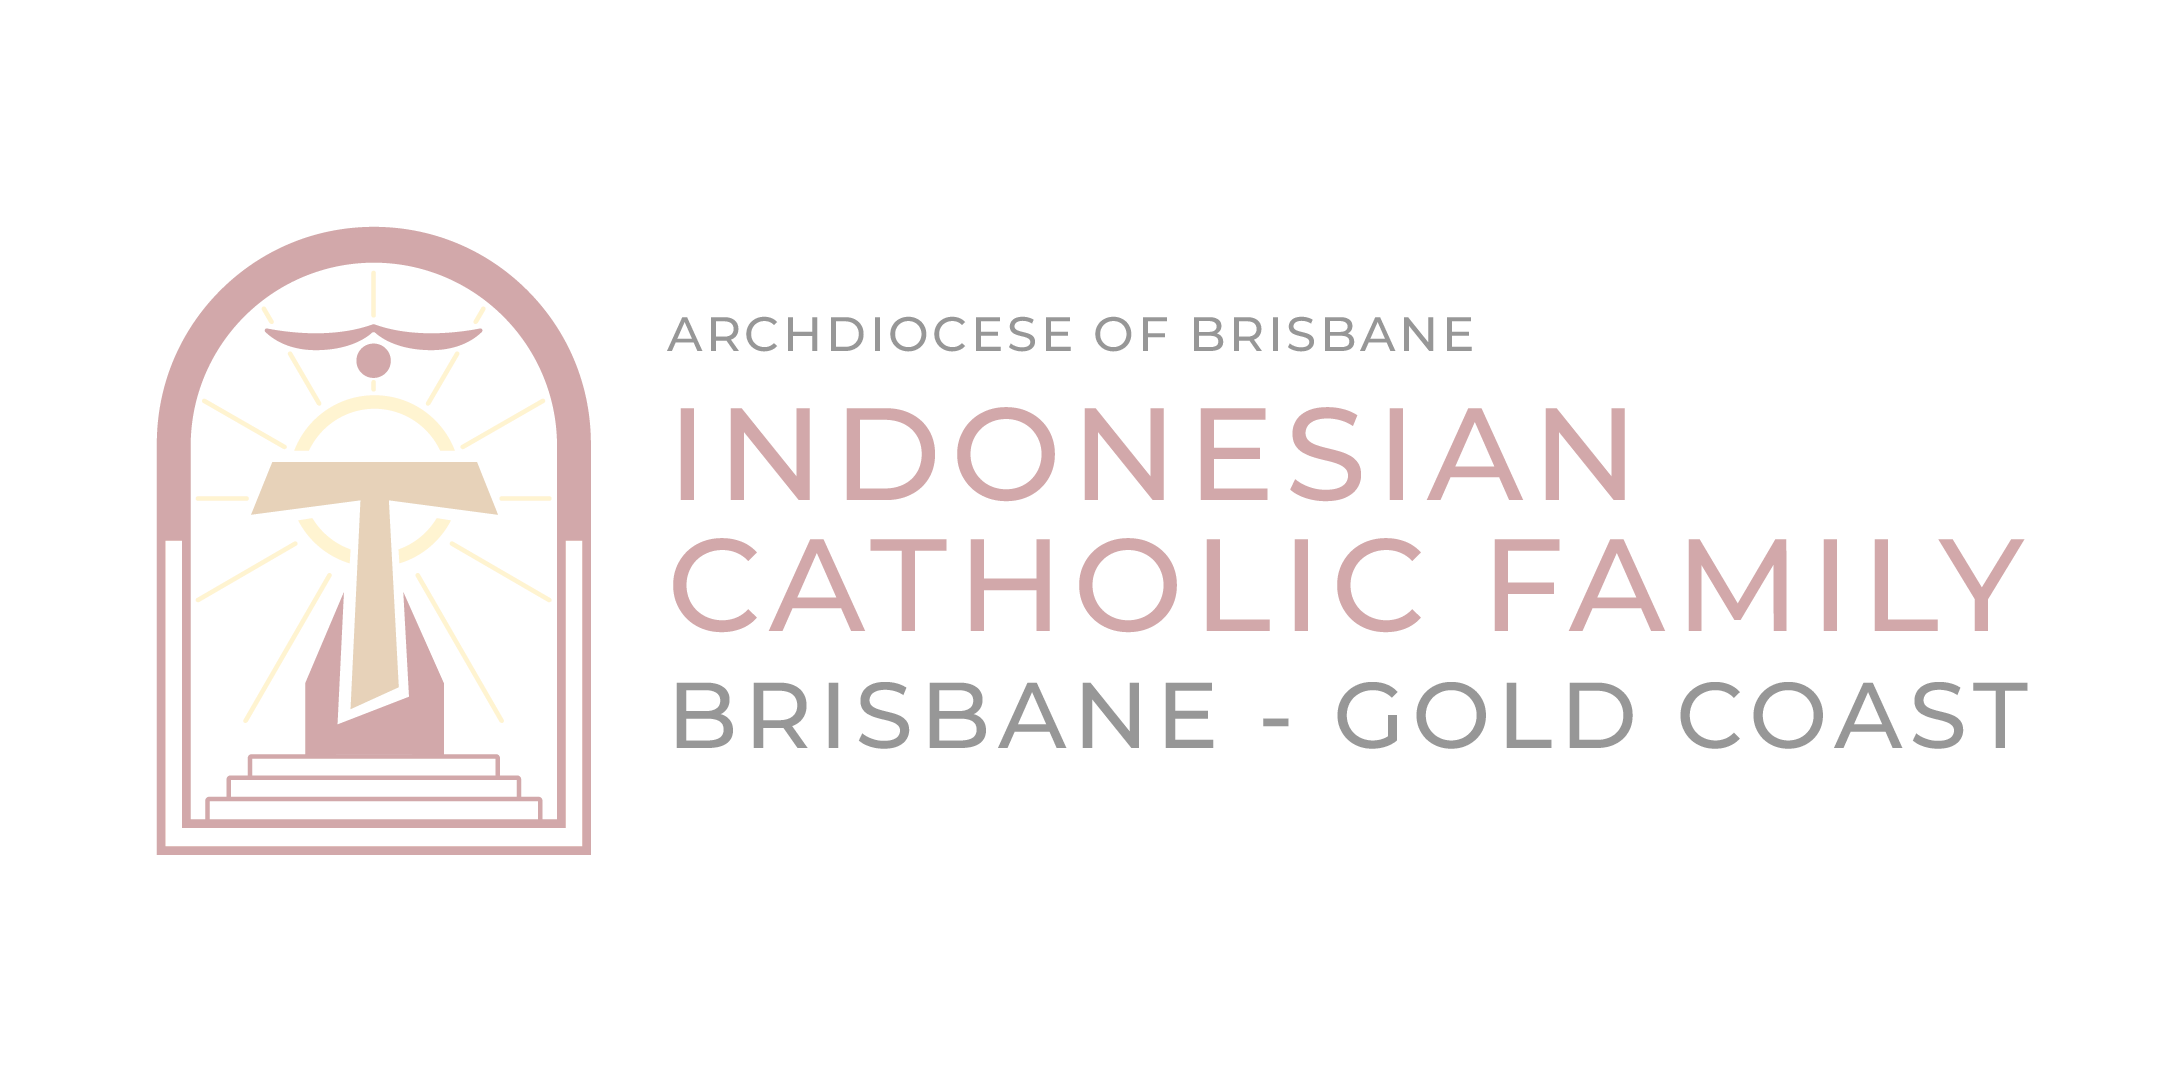 ARCHDIOCESE OF BRISBANE
INDONESIAN
CATHOLIC FAMILY
BRISBANE - GOLD COAST